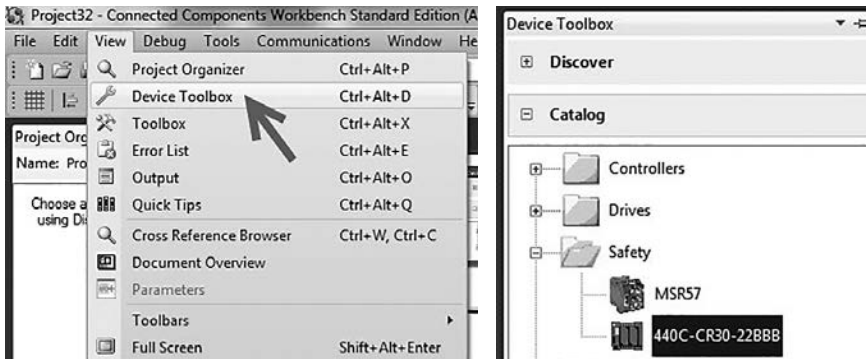 Project32 - Connected Components Workbench Standard Edition (A
File Edit View Debug Tools Communications Window He
Project Organizer Ctrl+Alt+P
Device Toolbox Ctrl+Alt+D
Toolbox Ctrl+Alt+X
Error List Ctrl+Alt+E
Output Ctrl+Alt+O
Quick Tips Ctrl+Alt+Q
Cross Reference Browser Ctrl+W, Ctrl+C
Document Overview
Parameters
Toolbars
Full Screen Shift+Alt+Enter
Project Org
Name: Pro
Choose a
using Di
Device Toolbox
Discover
Catalog
Controllers
Drives
Safety
MSR57
440C-CR30-22BBB